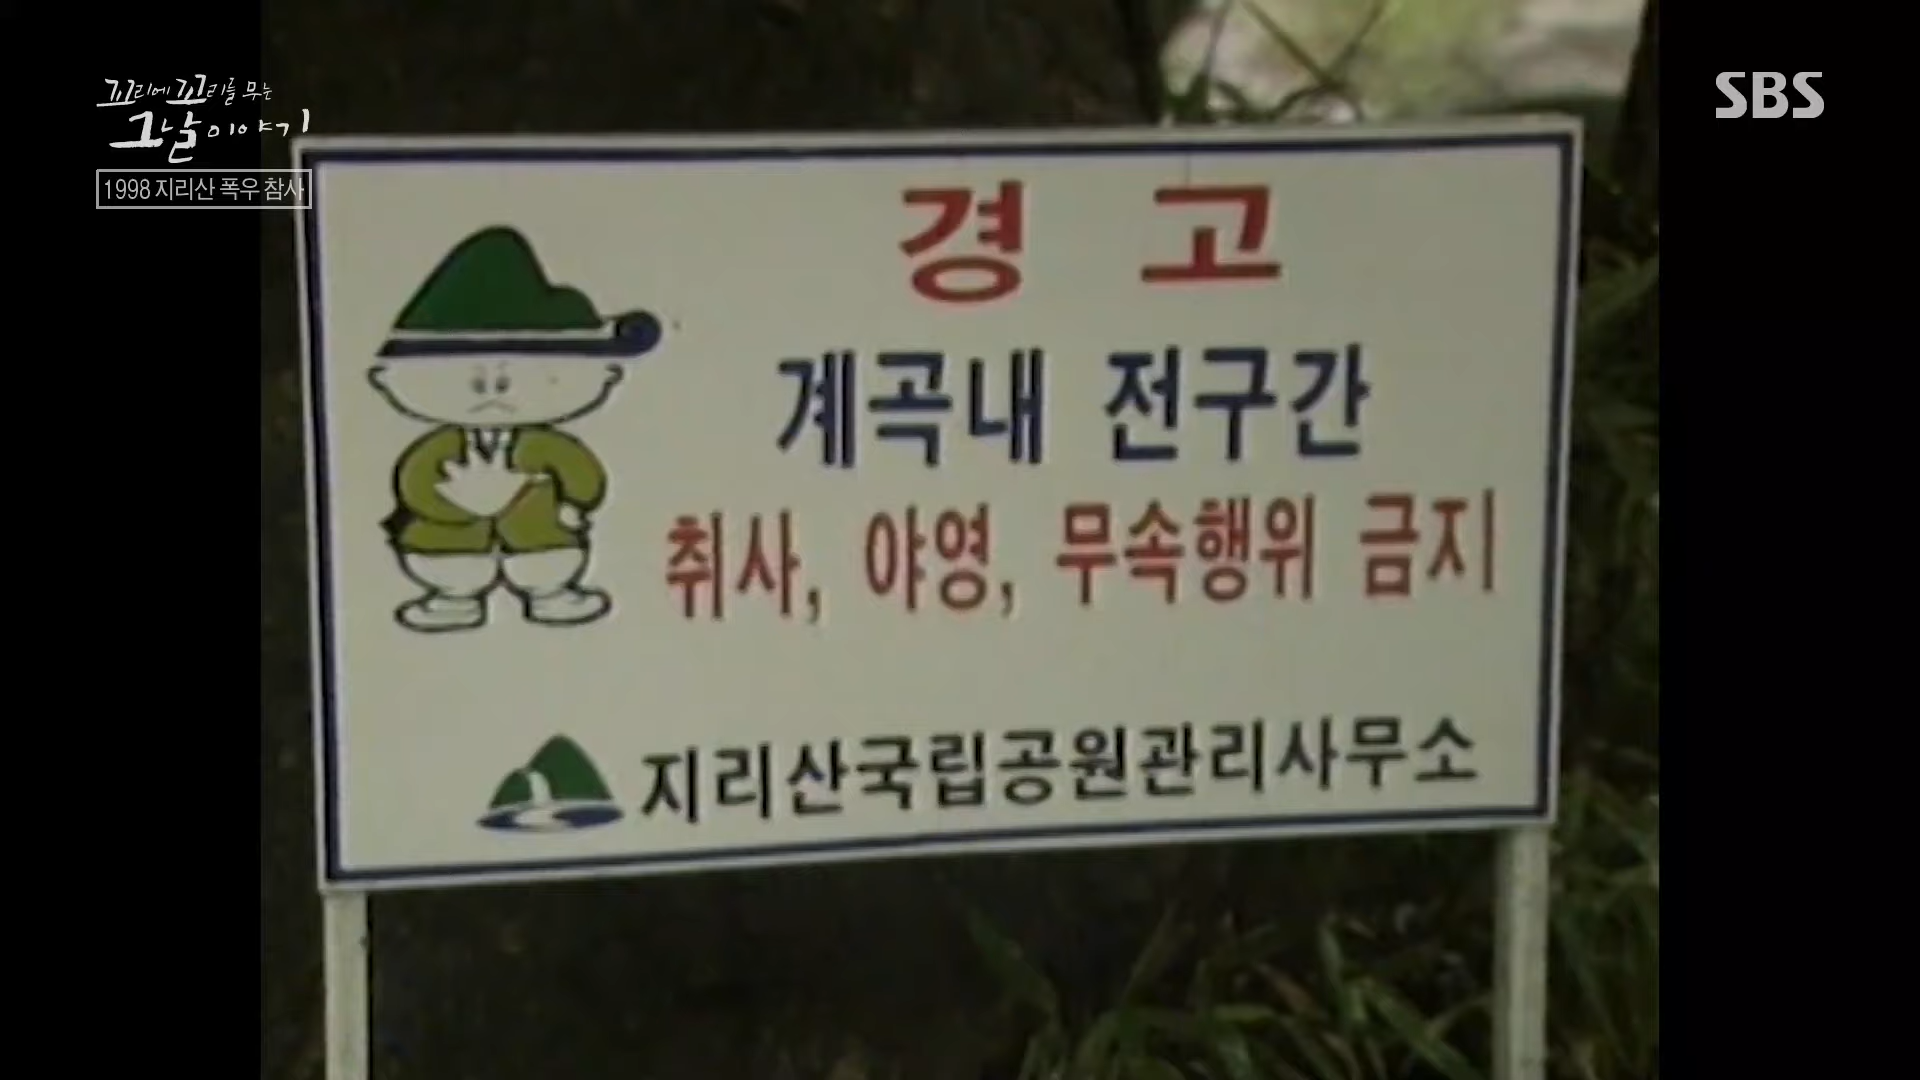 꼬리에 꼬리를 무는
그날 이야기
1998 지리산 폭우 참사
SBS
경 고
계곡내 전구간
취사, 야영, 무속행위 금지
지리산국립공원관리사무소